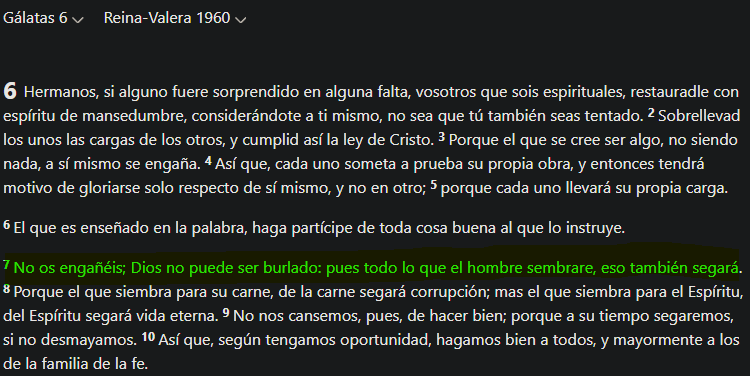 Gálatas 6 Reina-Valera 1960
6 Hermanos, si alguno fuere sorprendido en alguna falta, vosotros que sois espirituales, restauradle con
espíritu de mansedumbre, considerándote a ti mismo, no sea que tú también seas tentado. 2 Sobrellevad
los unos las cargas de los otros, y cumplid así la ley de Cristo. 3 Porque el que se cree ser algo, no siendo
nada, a sí mismo se engaña. 4 Así que, cada uno someta a prueba su propia obra, y entonces tendrá
motivo de gloriarse solo respecto de sí mismo, y no en otro; 5 porque cada uno llevará su propia carga.
6 El que es enseñado en la palabra, haga partícipe de toda cosa buena al que lo instruye.
7 No os engañéis; Dios no puede ser burlado: pues todo lo que el hombre sembrare, eso también segará.
8 Porque el que siembra para su carne, de la carne segará corrupción; mas el que siembra para el Espíritu,
del Espíritu segará vida eterna. 9 No nos cansemos, pues, de hacer bien; porque a su tiempo segaremos,
si no desmayamos. 10 Así que, según tengamos oportunidad, hagamos bien a todos, y mayormente a los
de la familia de la fe.